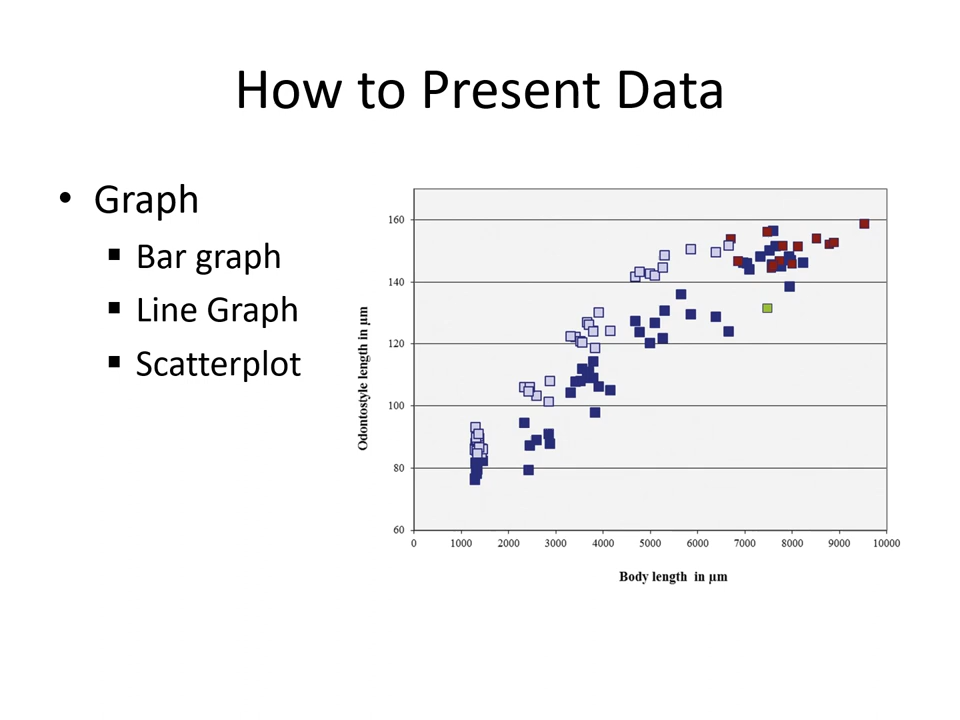 How to Present Data
• Graph
▪ Bar graph
▪ Line Graph
▪ Scatterplot
Odontostyle length in µm
160
140
120
100
80
60
0 1000 2000 3000 4000 5000 6000 7000 8000 9000 10000
Body length in µm